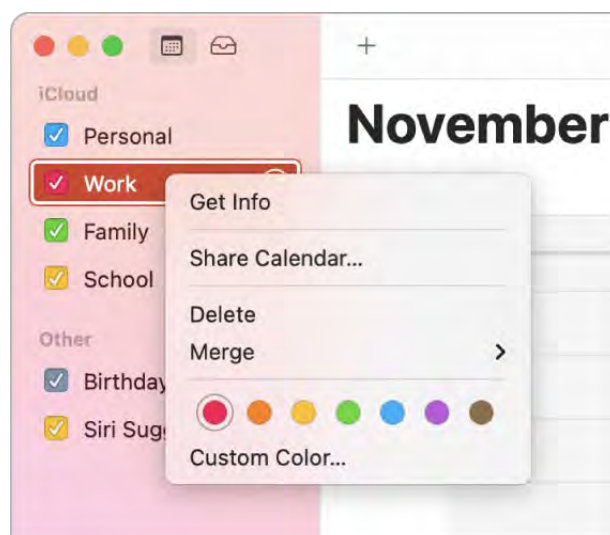 iCloud
Personal
November
Work
Get Info
Family
Share Calendar...
School
Delete
Other
Merge
Birthday
Siri Sug
Custom Color...